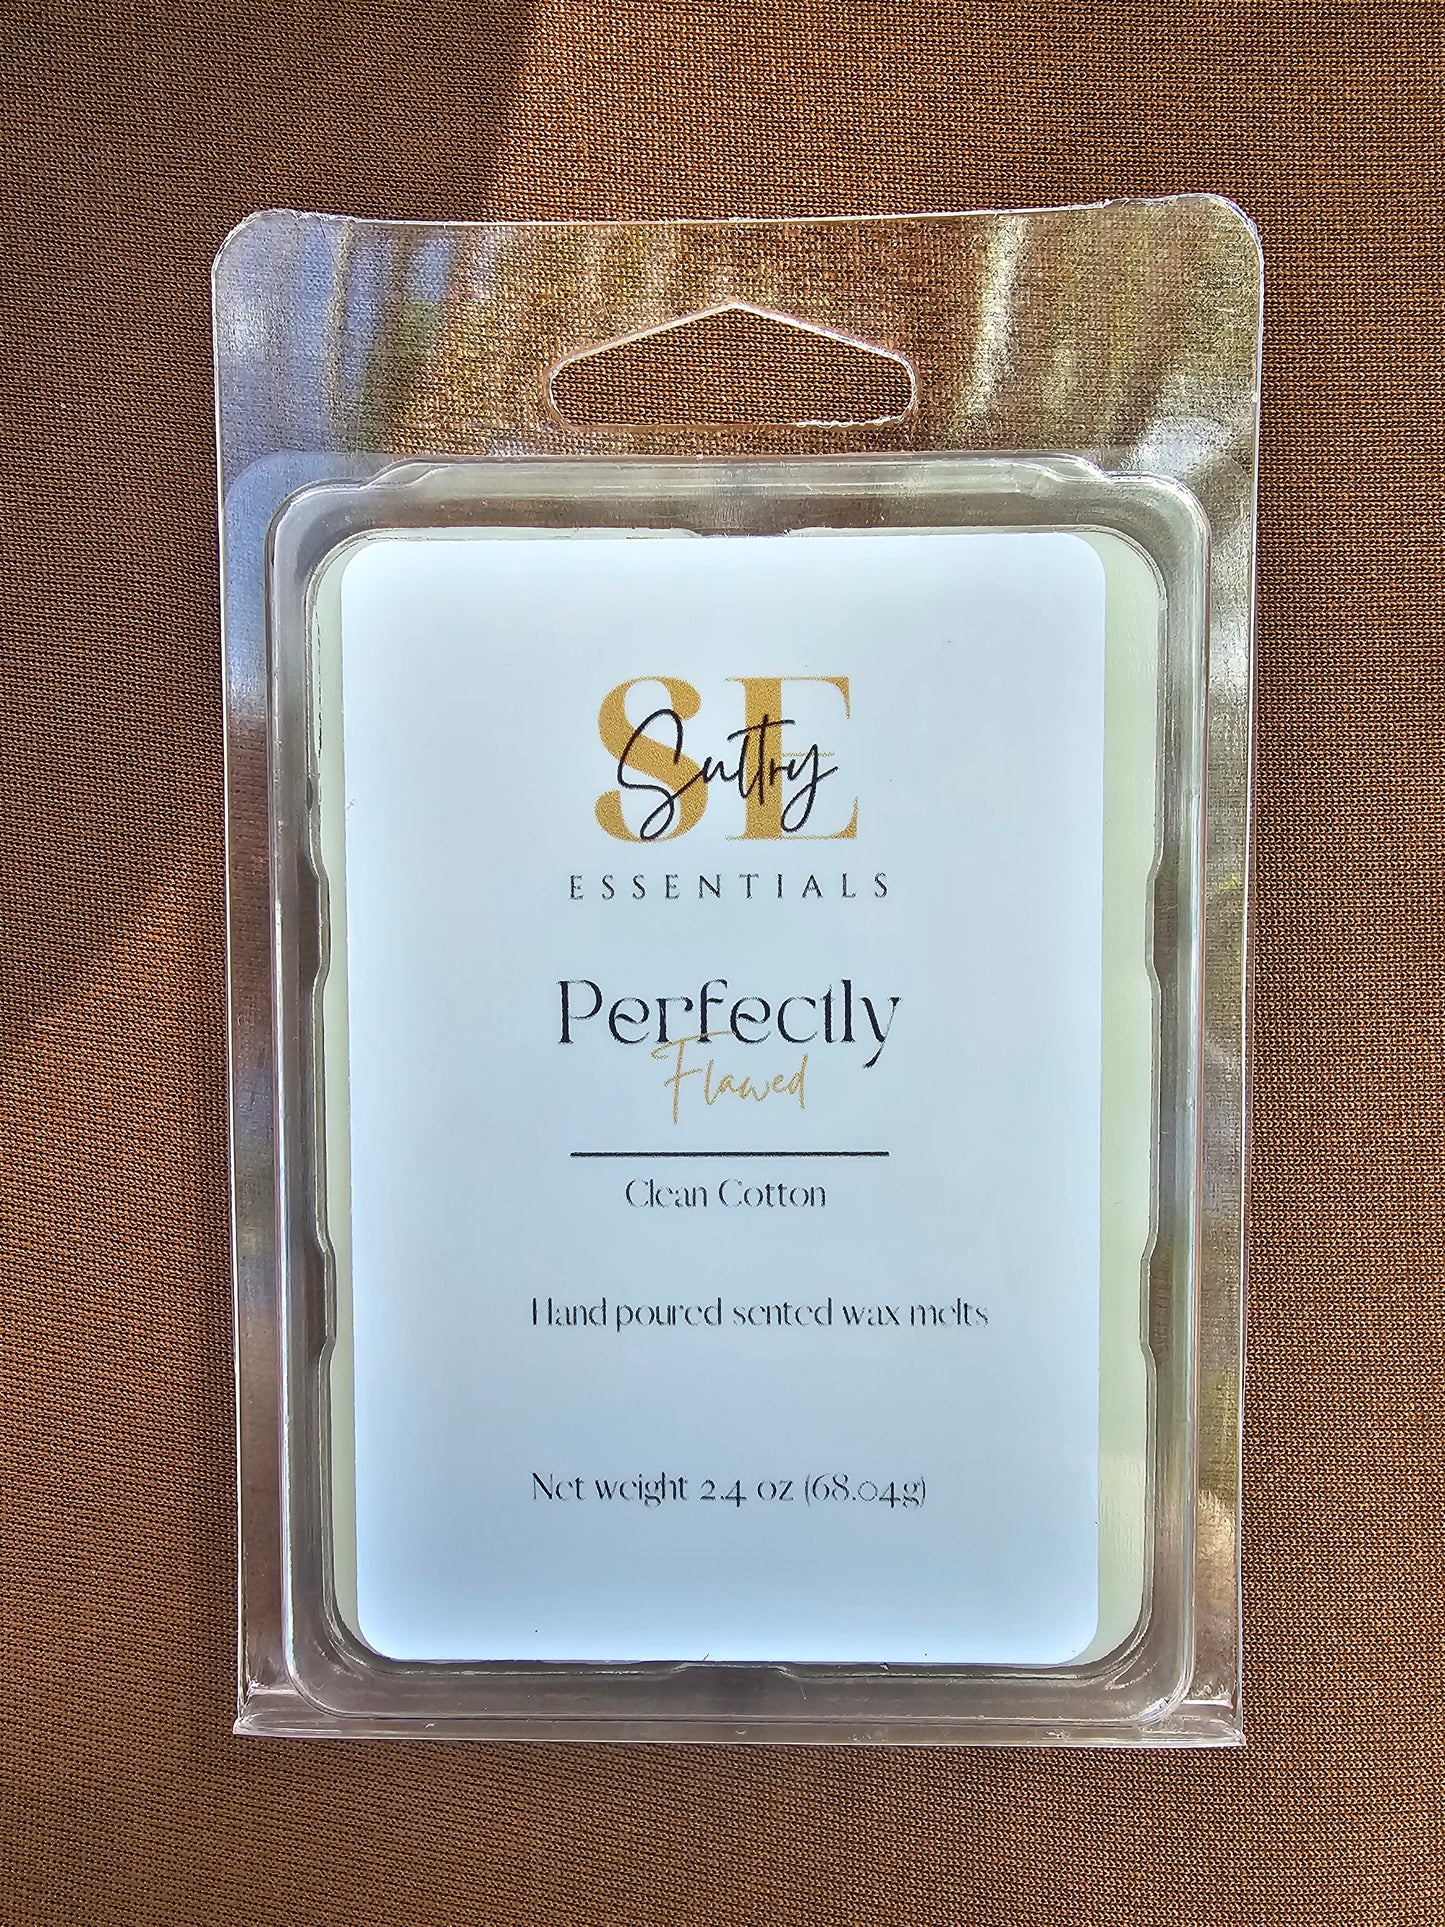 SE
Sultry
ESSENTIALS
Perfectly
Flawed
Clean Cotton
Hand poured sented wax melts
Net weight 2.4 oz (68.04g)